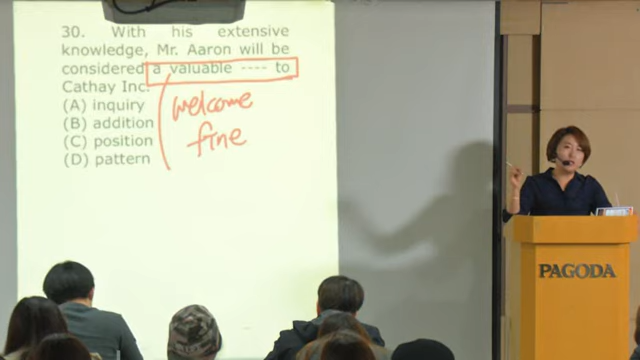 30. With his extensive
knowledge, Mr. Aaron will be
considered a valuable ---- to
Cathay Inc.
(A) inquiry
(B) addition
(C) position
(D) pattern
welcome
fine
PAGODA